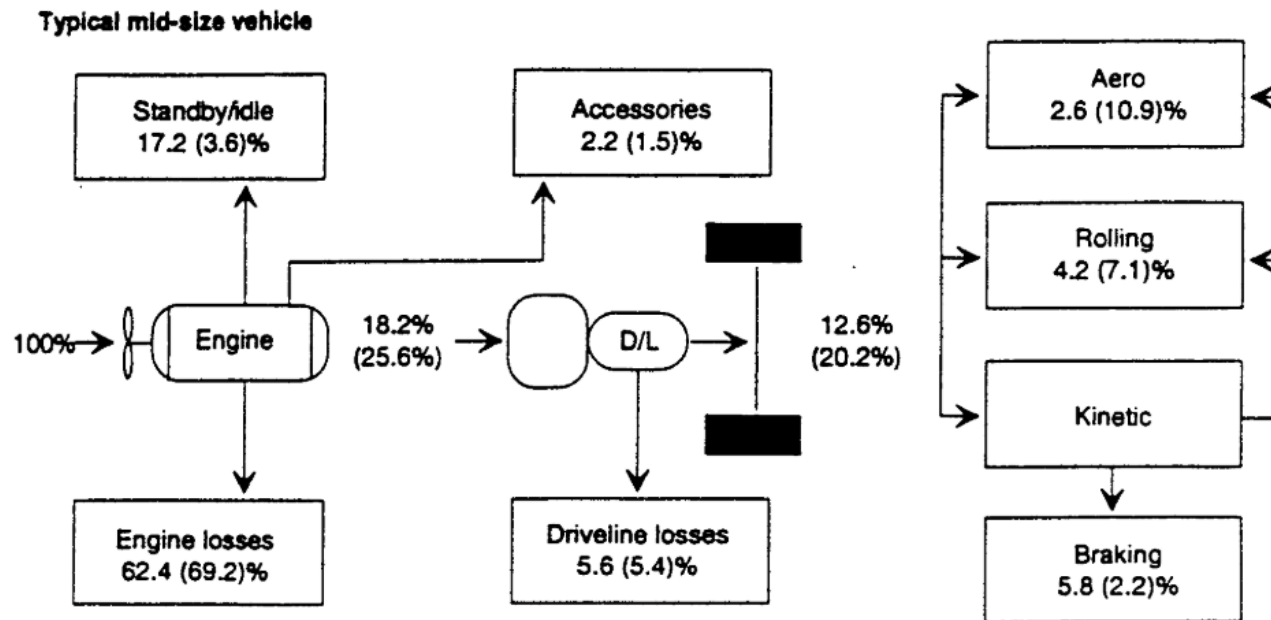 Typical mid-size vehicle
Standby/idle
17.2 (3.6)%
Accessories
2.2 (1.5)%
Aero
2.6 (10.9)%
Rolling
4.2 (7.1)%
100%
Engine
18.2%
(25.6%)
D/L
12.6%
(20.2%)
Kinetic
Engine losses
62.4 (69.2)%
Driveline losses
5.6 (5.4)%
Braking
5.8 (2.2)%